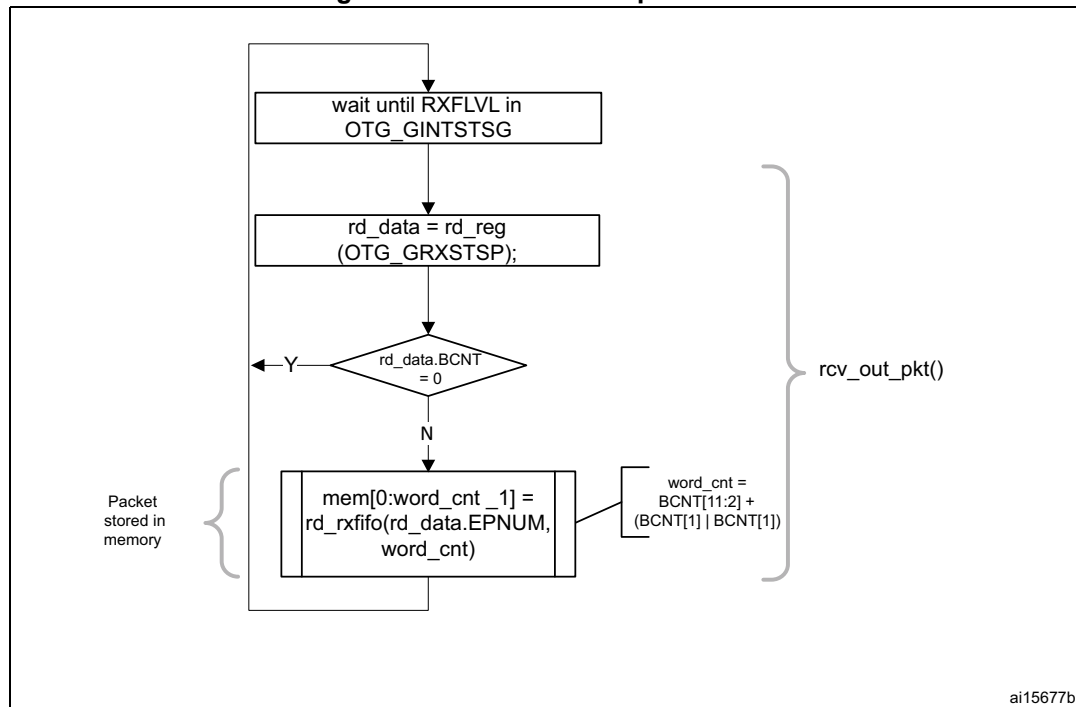 wait until RXFLVL in
OTG_GINTSTSG
rd_data = rd_reg
(OTG_GRXSTSP);
rd_data.BCNT
= 0
Y
rcv_out_pkt()
N
Packet
stored in
memory
mem[0:word_cnt _1] =
rd_rxfifo(rd_data.EPNUM,
word_cnt)
word_cnt =
BCNT[11:2] +
(BCNT[1] | BCNT[1])
ai15677b